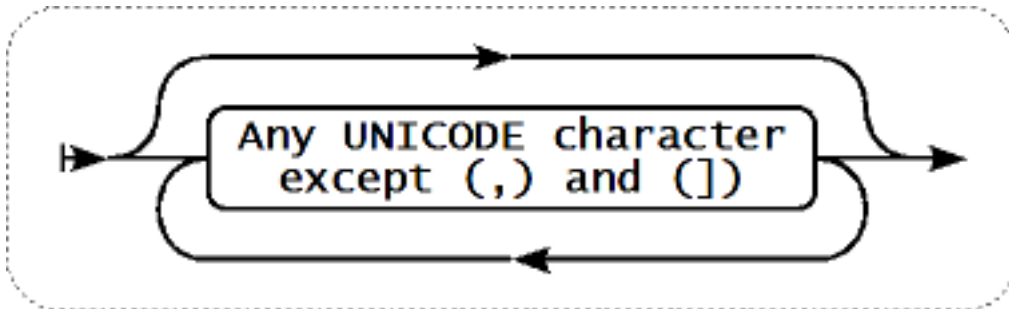 Any UNICODE character
except (,) and (])